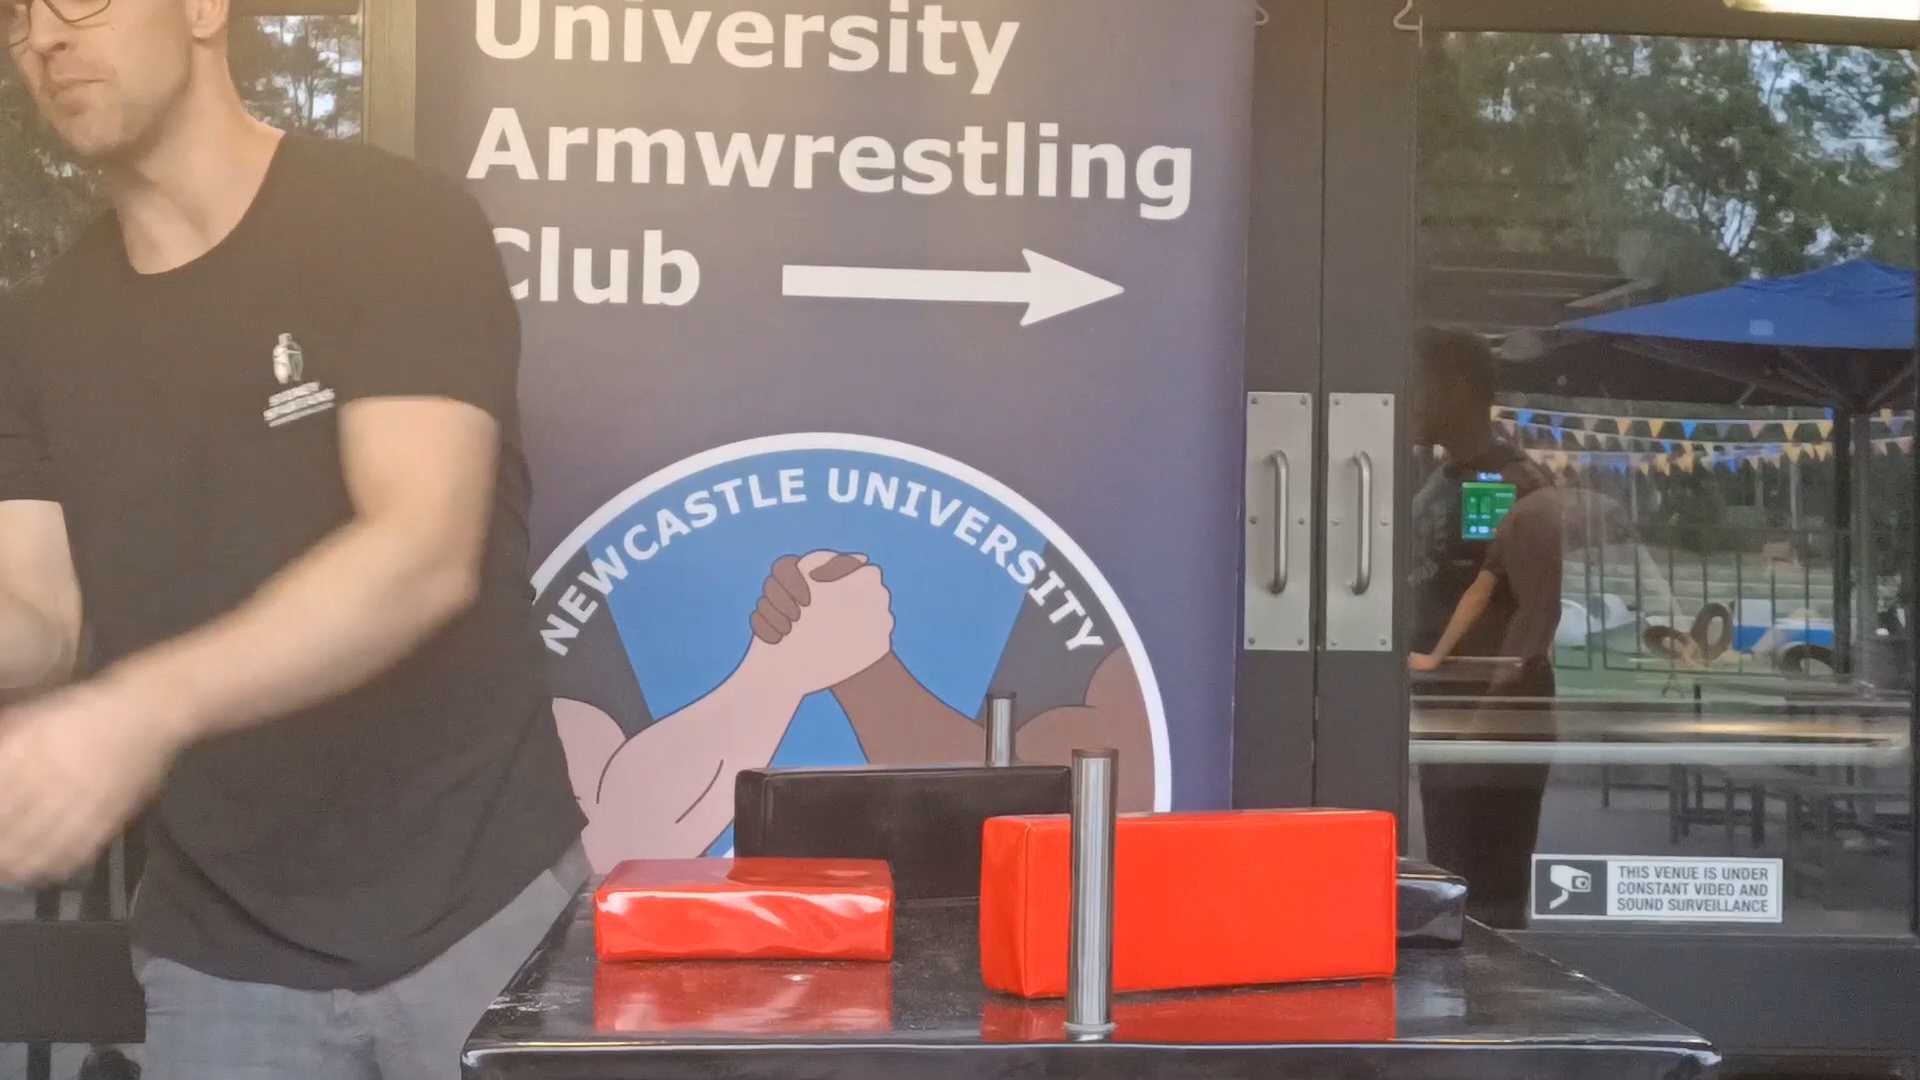 University
Armwrestling
Club
NEWCASTLE UNIVERSITY
THIS VENUE IS UNDER
CONSTANT VIDEO AND
SOUND SURVEILLANCE